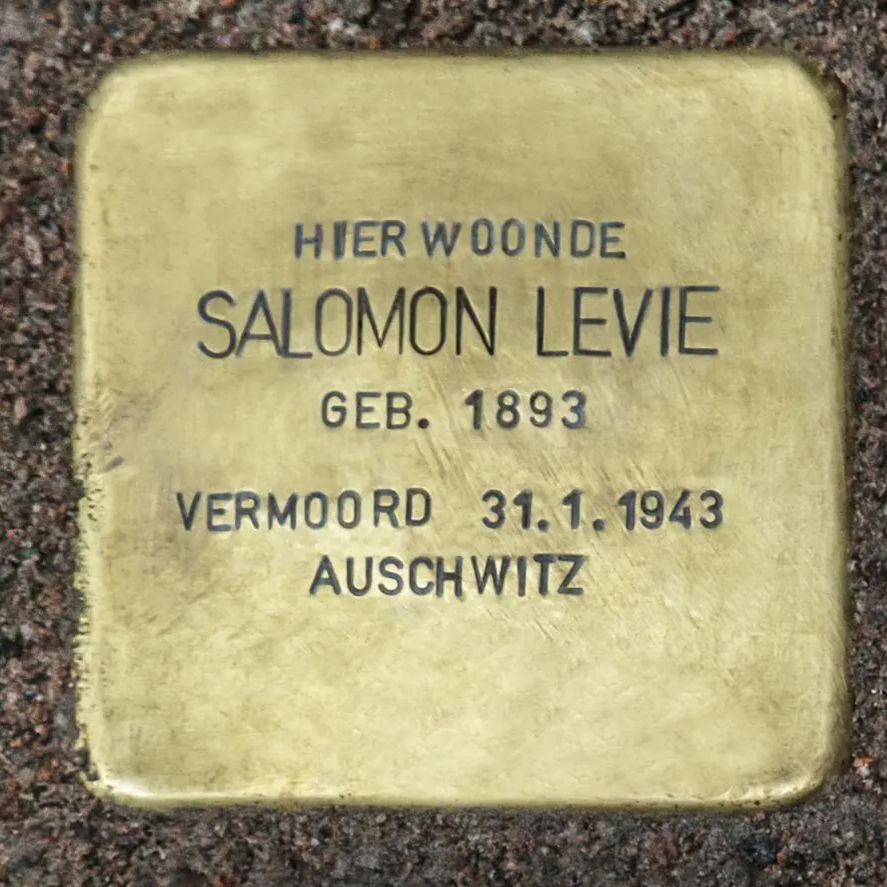 HIER WOONDE
SALOMON LEVIE
GEB. 1893
VERMOORD 31.1.1943
AUSCHWITZ